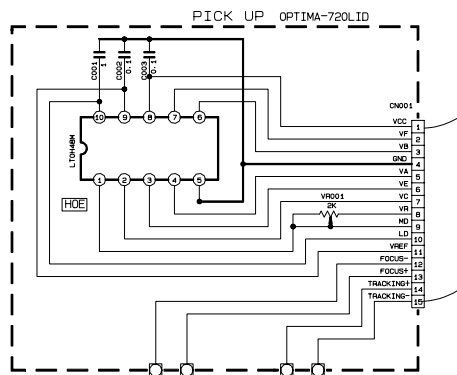 PICK UP OPTIMA-720LID
C001 1
C002 0.1
C003 0.1
CN001
10 9 8 7 6
LT0H48M
1 2 3 4 5
HOE
VR001
2K
VCC 1
VF 2
VB 3
GND 4
VA 5
VE 6
VC 7
VR 8
MD 9
LD 10
VREF 11
FOCUS- 12
FOCUS+ 13
TRACKING+ 14
TRACKING- 15